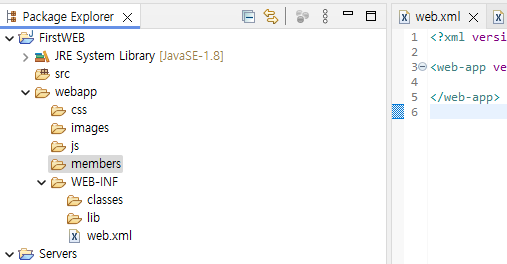 Package Explorer
FirstWEB
JRE System Library [JavaSE-1.8]
src
webapp
css
images
js
members
WEB-INF
classes
lib
web.xml
Servers
web.xml
1 <?xml versi
2
3 <web-app ve
4
5 </web-app>
6